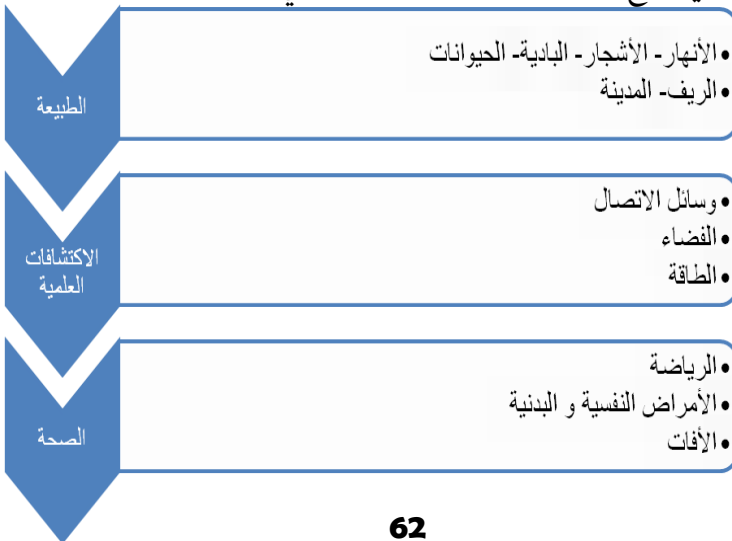 الطبيعة
•الأنهار- الأشجار- البادية- الحيوانات
•الريف- المدينة
الاكتشافات
العلمية
•وسائل الاتصال
•الفضاء
•الطاقة
الصحة
•الرياضة
•الأمراض النفسية و البدنية
•الأفات
62